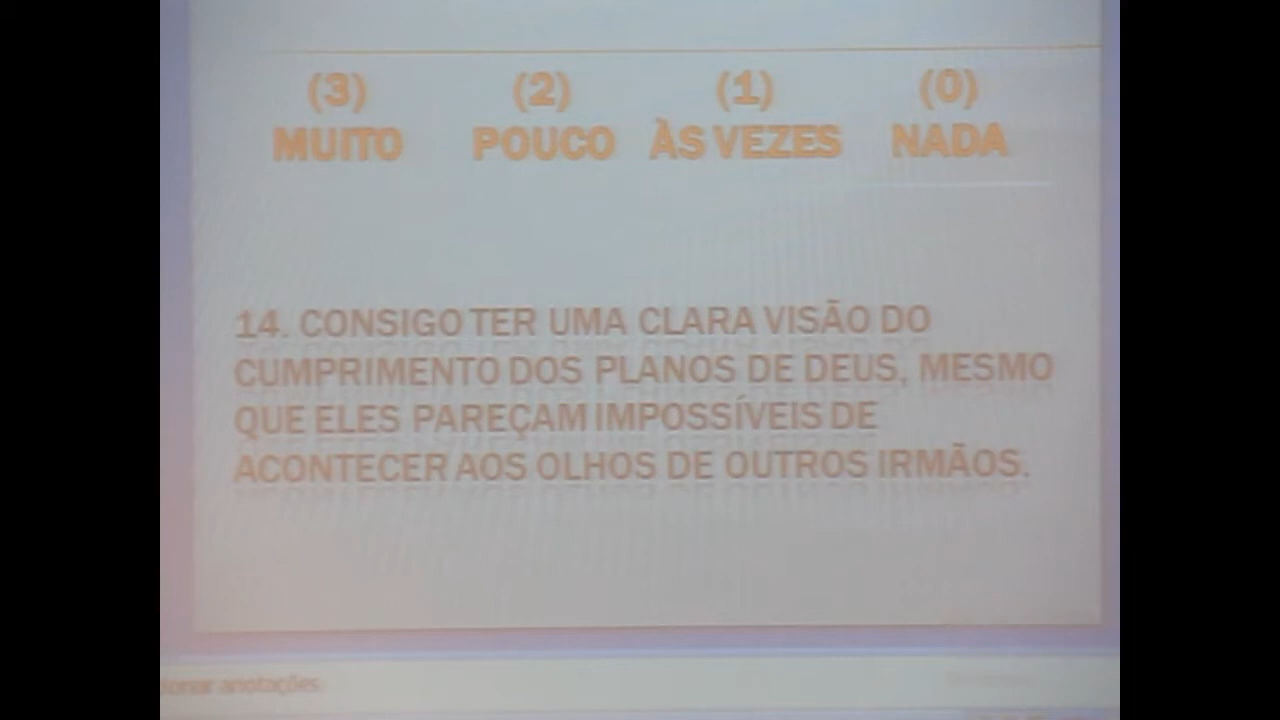 (3) (2) (1) (0)
MUITO POUCO ÀS VEZES NADA
14. CONSIGO TER UMA CLARA VISÃO DO
CUMPRIMENTO DOS PLANOS DE DEUS, MESMO
QUE ELES PAREÇAM IMPOSSÍVEIS DE
ACONTECER AOS OLHOS DE OUTROS IRMÃOS.
anotações